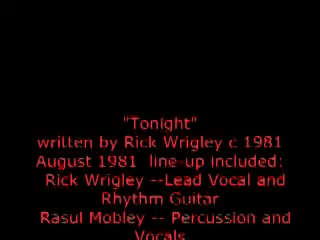 "Tonight"
written by Rick Wrigley c 1981
August 1981 line-up included:
Rick Wrigley --Lead Vocal and
Rhythm Guitar
Rasul Mobley -- Percussion and
Vocals